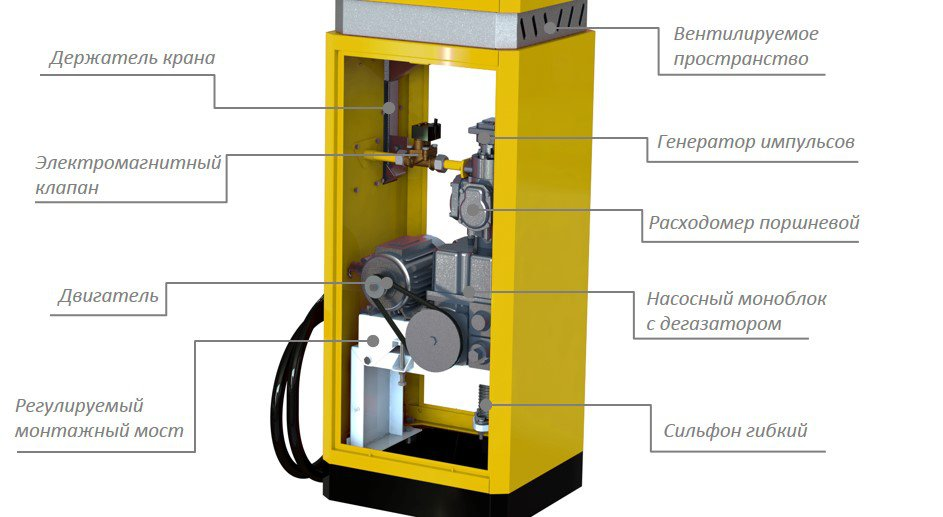 Держатель крана
Электромагнитный
клапан
Двигатель
Регулируемый
монтажный мост
Вентилируемое
пространство
Генератор импульсов
Расходомер поршневой
Насосный моноблок
с дегазатором
Сильфон гибкий